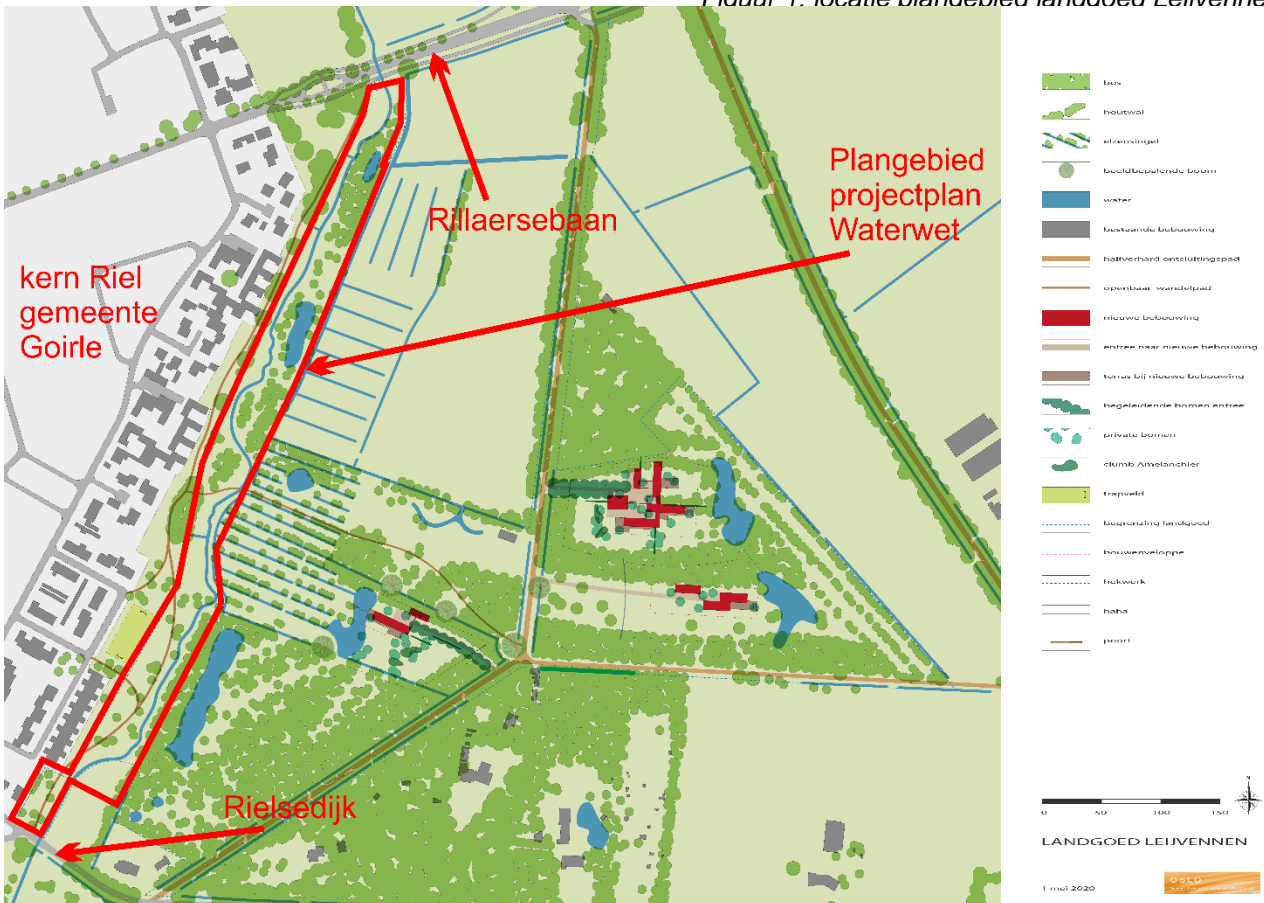 Figuur 1: locatie plangebied landgoed Leijvennen
Rillaersebaan
Plangebied
projectplan
Waterwet
kern Riel
gemeente
Goirle
Rielsedijk
bos
houtwal
elzensingel
beeldbepalende boom
water
bestaande bebouwing
halfverhard ontsluitingspad
openbaar wandelpad
nieuwe bebouwing
entree naar nieuwe bebouwing
terras bij nieuwe bebouwing
begeleidende bomen entree
private bomen
clumb Amelanchier
trapveld
begrenzing landgoed
bouwenveloppe
hekwerk
haha
poort
N
0 50 100 150
LANDGOED LEIJVENNEN
1 mei 2020
OSLO